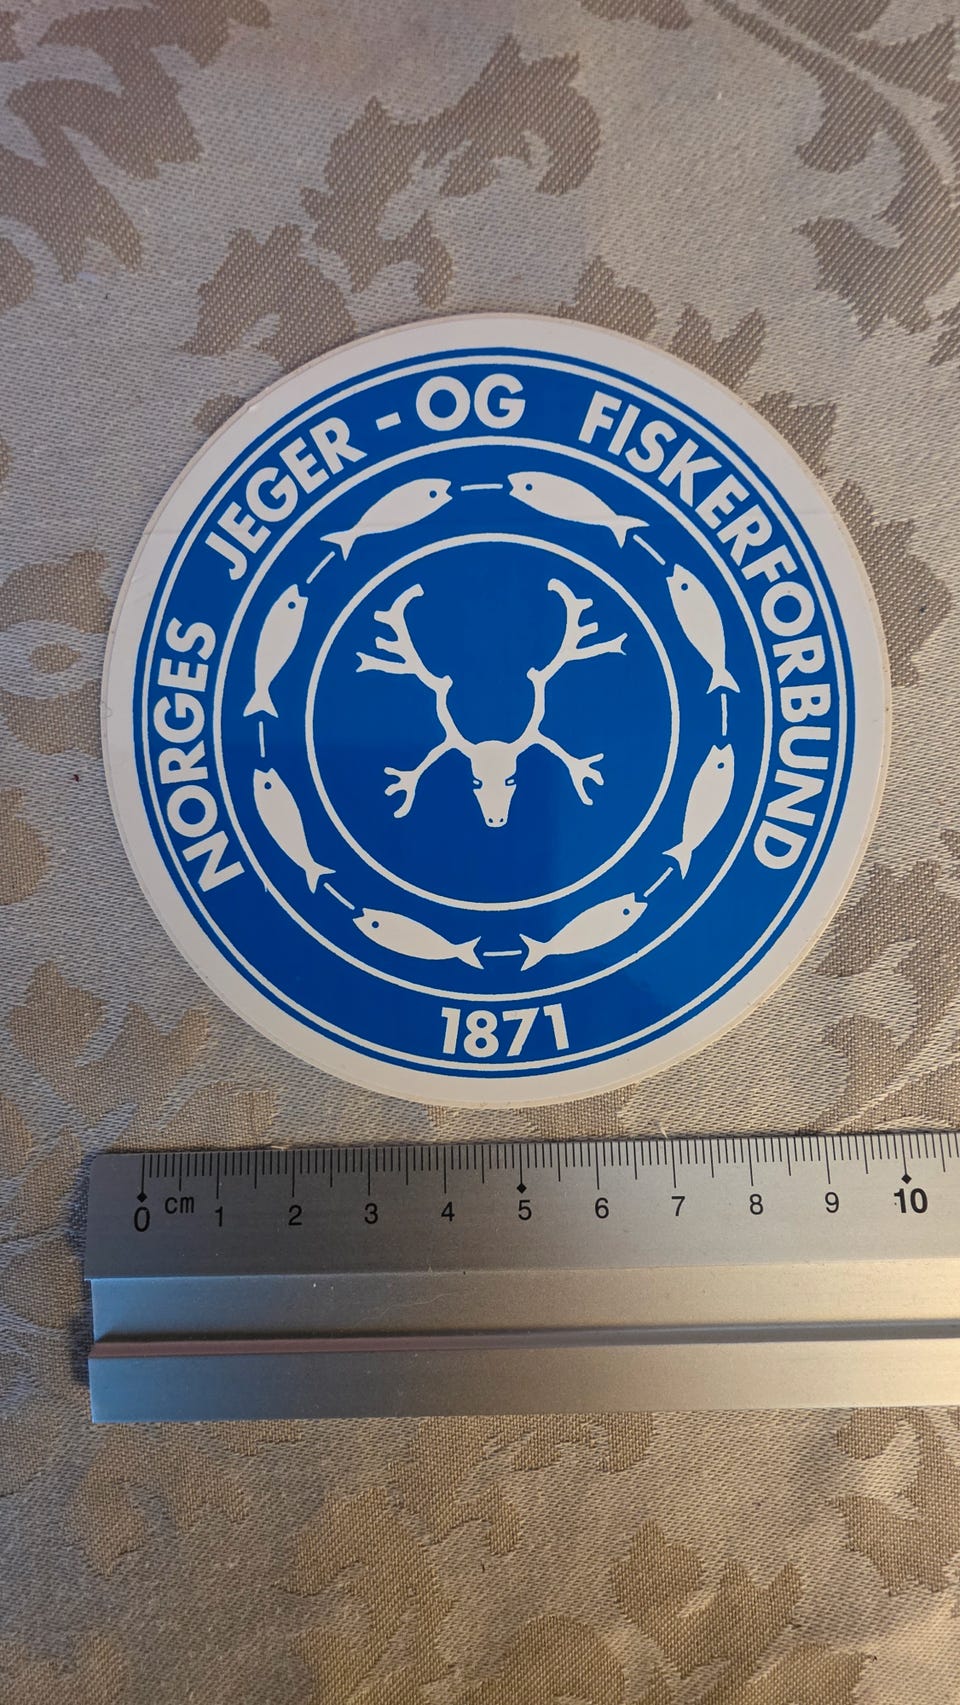 NORGES JEGER - OG FISKERFORBUND
1871
0 cm 1 2 3 4 5 6 7 8 9 10